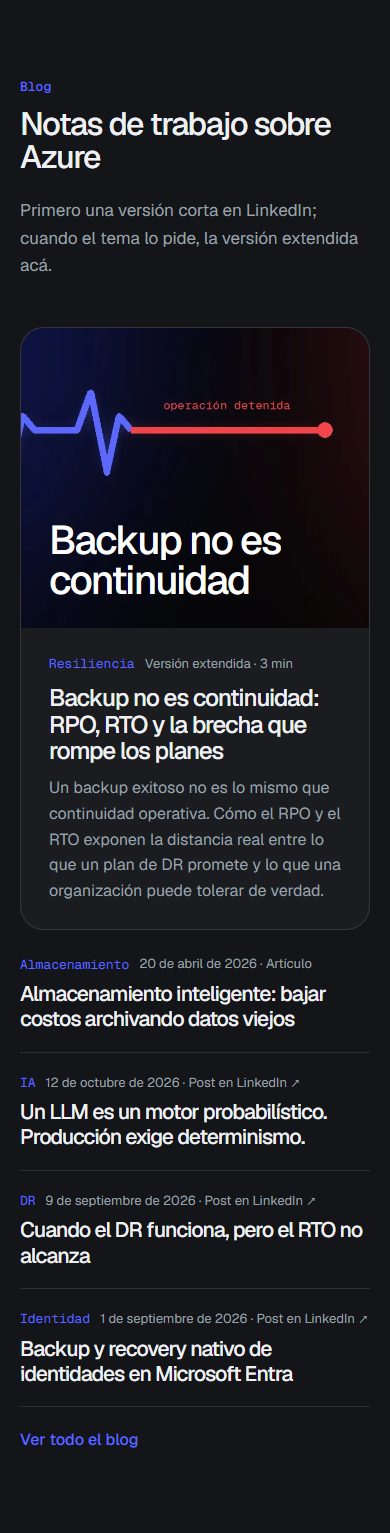 Blog
Notas de trabajo sobre
Azure
Primero una versión corta en LinkedIn;
cuando el tema lo pide, la versión extendida
acá.
operación detenida
Backup no es
continuidad
Resiliencia Versión extendida · 3 min
Backup no es continuidad:
RPO, RTO y la brecha que
rompe los planes
Un backup exitoso no es lo mismo que
continuidad operativa. Cómo el RPO y el
RTO exponen la distancia real entre lo
que un plan de DR promete y lo que una
organización puede tolerar de verdad.
Almacenamiento 20 de abril de 2026 · Artículo
Almacenamiento inteligente: bajar
costos archivando datos viejos
IA 12 de octubre de 2026 · Post en LinkedIn ↗
Un LLM es un motor probabilístico.
Producción exige determinismo.
DR 9 de septiembre de 2026 · Post en LinkedIn ↗
Cuando el DR funciona, pero el RTO no
alcanza
Identidad 1 de septiembre de 2026 · Post en LinkedIn ↗
Backup y recovery nativo de
identidades en Microsoft Entra
Ver todo el blog